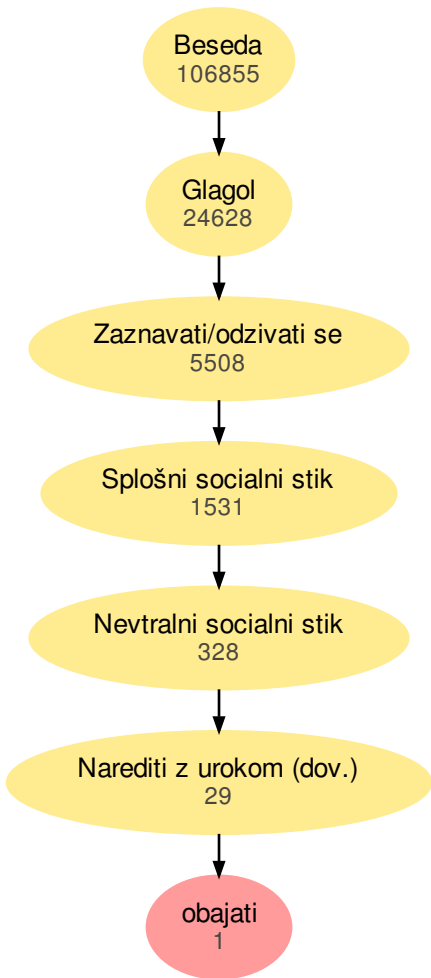 Beseda
106855
Glagol
24628
Zaznavati/odzivati se
5508
Splošni socialni stik
1531
Nevtralni socialni stik
328
Narediti z urokom (dov.)
29
obajati
1